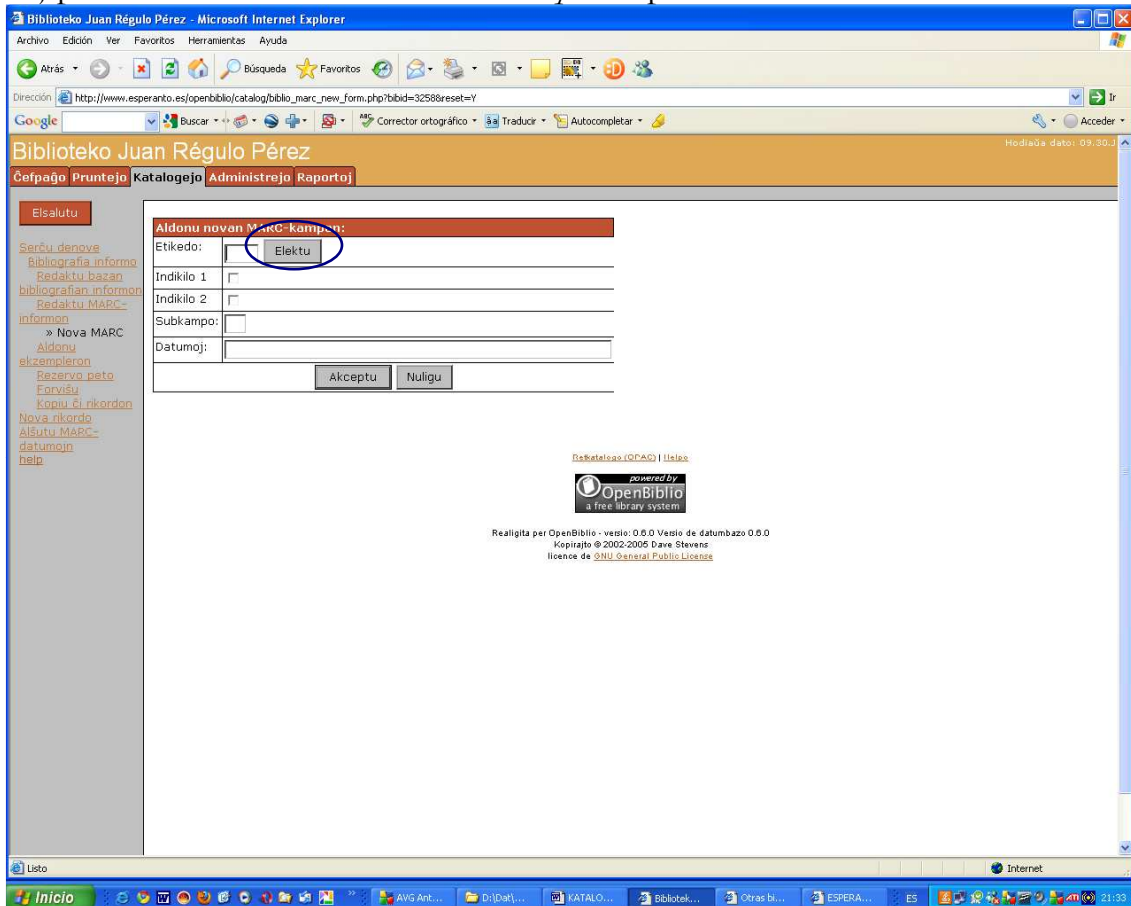 Biblioteko Juan Régulo Pérez - Microsoft Internet Explorer
Archivo Edición Ver Favoritos Herramientas Ayuda
Atrás Búsqueda Favoritos
Dirección http://www.esperanto.es/openbiblio/catalog/biblio_marc_new_form.php?bibid=3258&reset=Y Ir
Google Buscar Corrector ortográfico Traducir Autocompletar Acceder
Biblioteko Juan Régulo Pérez
Hodiaŭa dato: 09.30.J
Ĉefpaĝo Pruntejo Katalogejo Administrejo Raportoj
Elsalutu
Serĉu denove
Bibliografia informo
Redaktu bazan
bibliografian informon
Redaktu MARC-
informon
» Nova MARC
Aldonu
ekzempleron
Rezervo peto
Forviŝu
Kopiu ĉi rikordon
Nova rikordo
Alŝutu MARC-
datumojn
help
Aldonu novan MARC-kampon:
Etikedo: Elektu
Indikilo 1
Indikilo 2
Subkampo:
Datumoj:
Akceptu Nuligu
Retkatalogo (OPAC) | Helpo
powered by
OpenBiblio
a free library system
Realigita per OpenBiblio - versio: 0.6.0 Versio de datumbazo 0.6.0
Kopirajto © 2002-2005 Dave Stevens
licence de GNU General Public License
Listo Internet
Inicio AVG Ant... D:\Dat\... KATALO... Bibliotek... Otras bi... ESPERA... ES 21:33